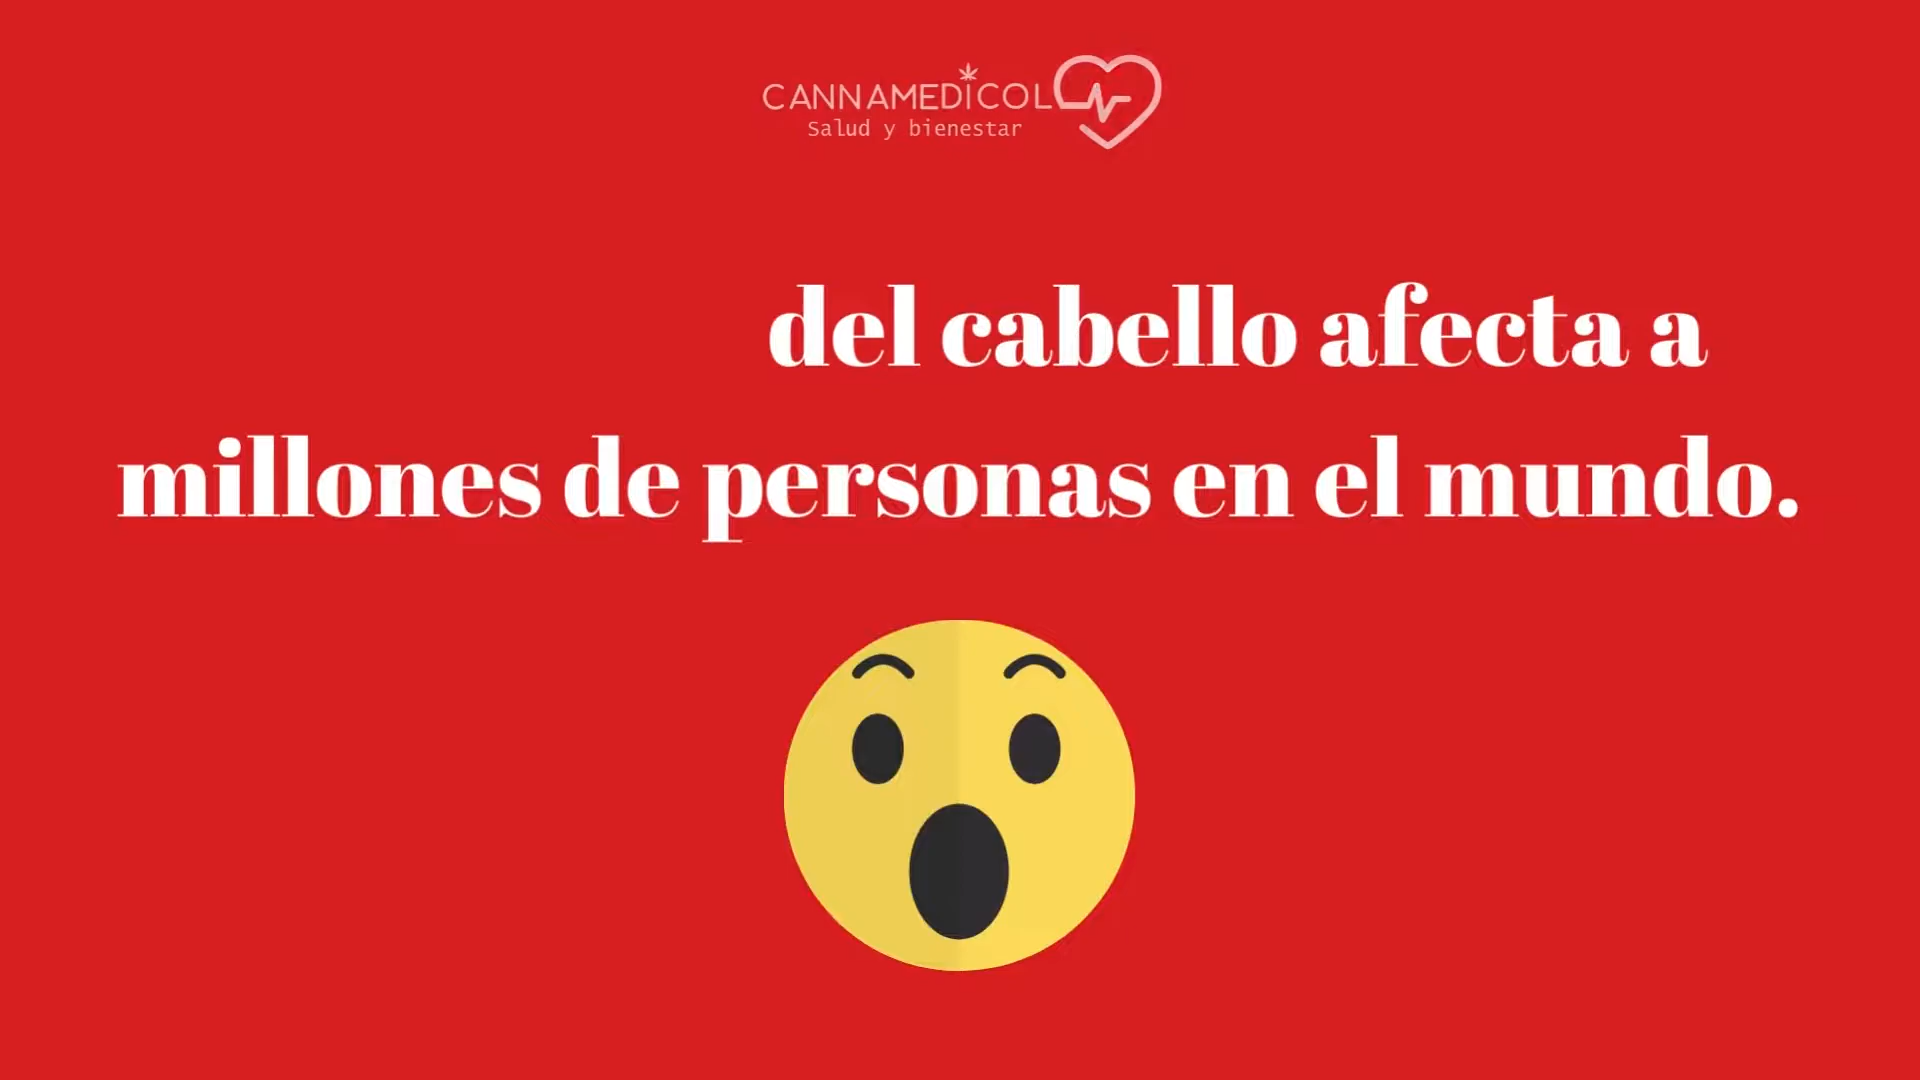 CANNAMEDICOL
Salud y bienestar
del cabello afecta a
millones de personas en el mundo.